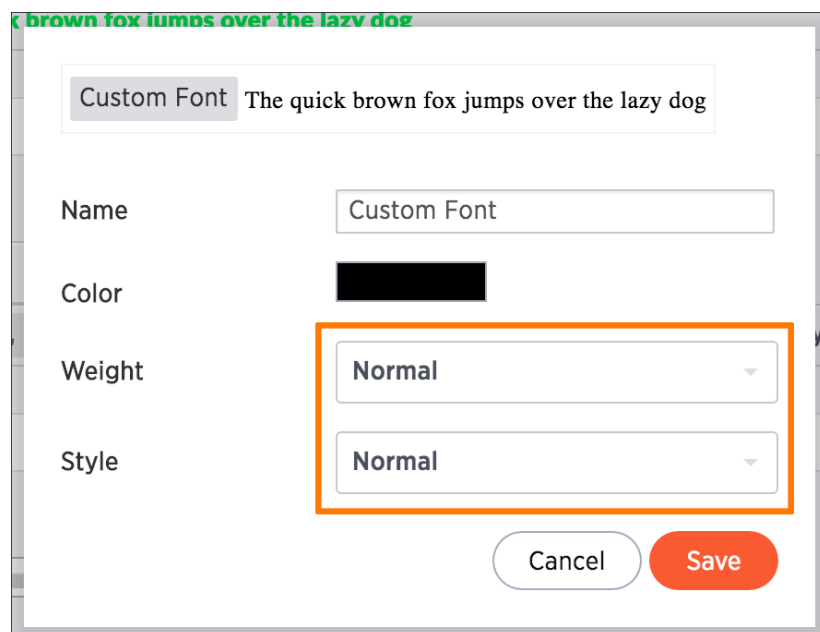 k brown fox jumps over the lazy dog
Custom Font The quick brown fox jumps over the lazy dog
Name Custom Font
Color
Weight Normal
Style Normal
Cancel Save